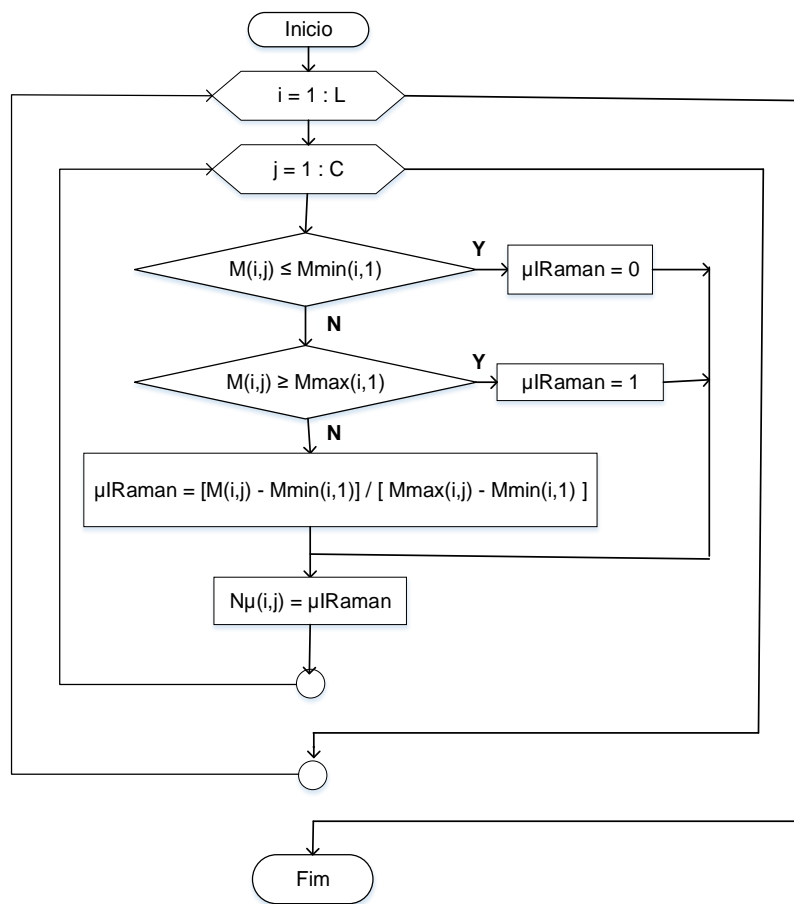 Inicio
i = 1 : L
j = 1 : C
M(i,j) ≤ Mmin(i,1)
Y
µIRaman = 0
N
M(i,j) ≥ Mmax(i,1)
Y
µIRaman = 1
N
µIRaman = [M(i,j) - Mmin(i,1)] / [ Mmax(i,j) - Mmin(i,1) ]
Nµ(i,j) = µIRaman
Fim